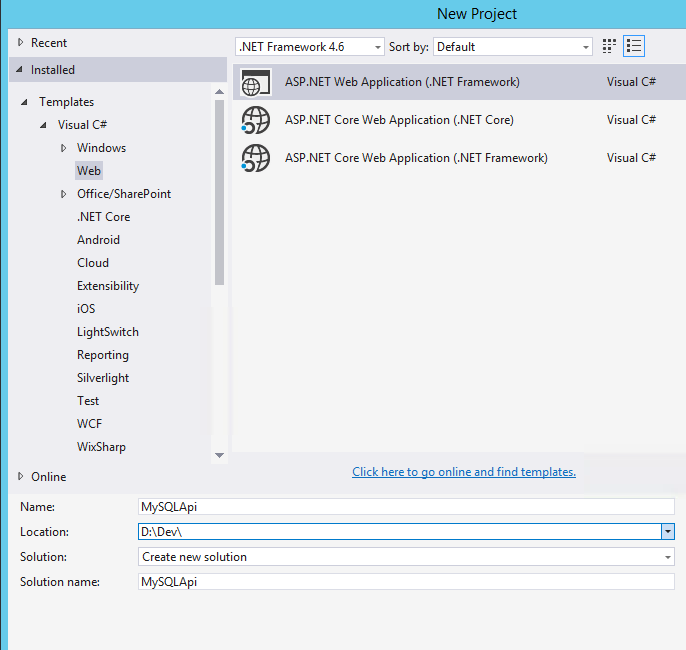 New Project
Recent
.NET Framework 4.6 Sort by: Default
Installed
Templates
Visual C#
Windows
Web
Office/SharePoint
.NET Core
Android
Cloud
Extensibility
iOS
LightSwitch
Reporting
Silverlight
Test
WCF
WixSharp
Online
ASP.NET Web Application (.NET Framework) Visual C#
ASP.NET Core Web Application (.NET Core) Visual C#
ASP.NET Core Web Application (.NET Framework) Visual C#
Click here to go online and find templates.
Name: MySQLApi
Location: D:\Dev\
Solution: Create new solution
Solution name: MySQLApi